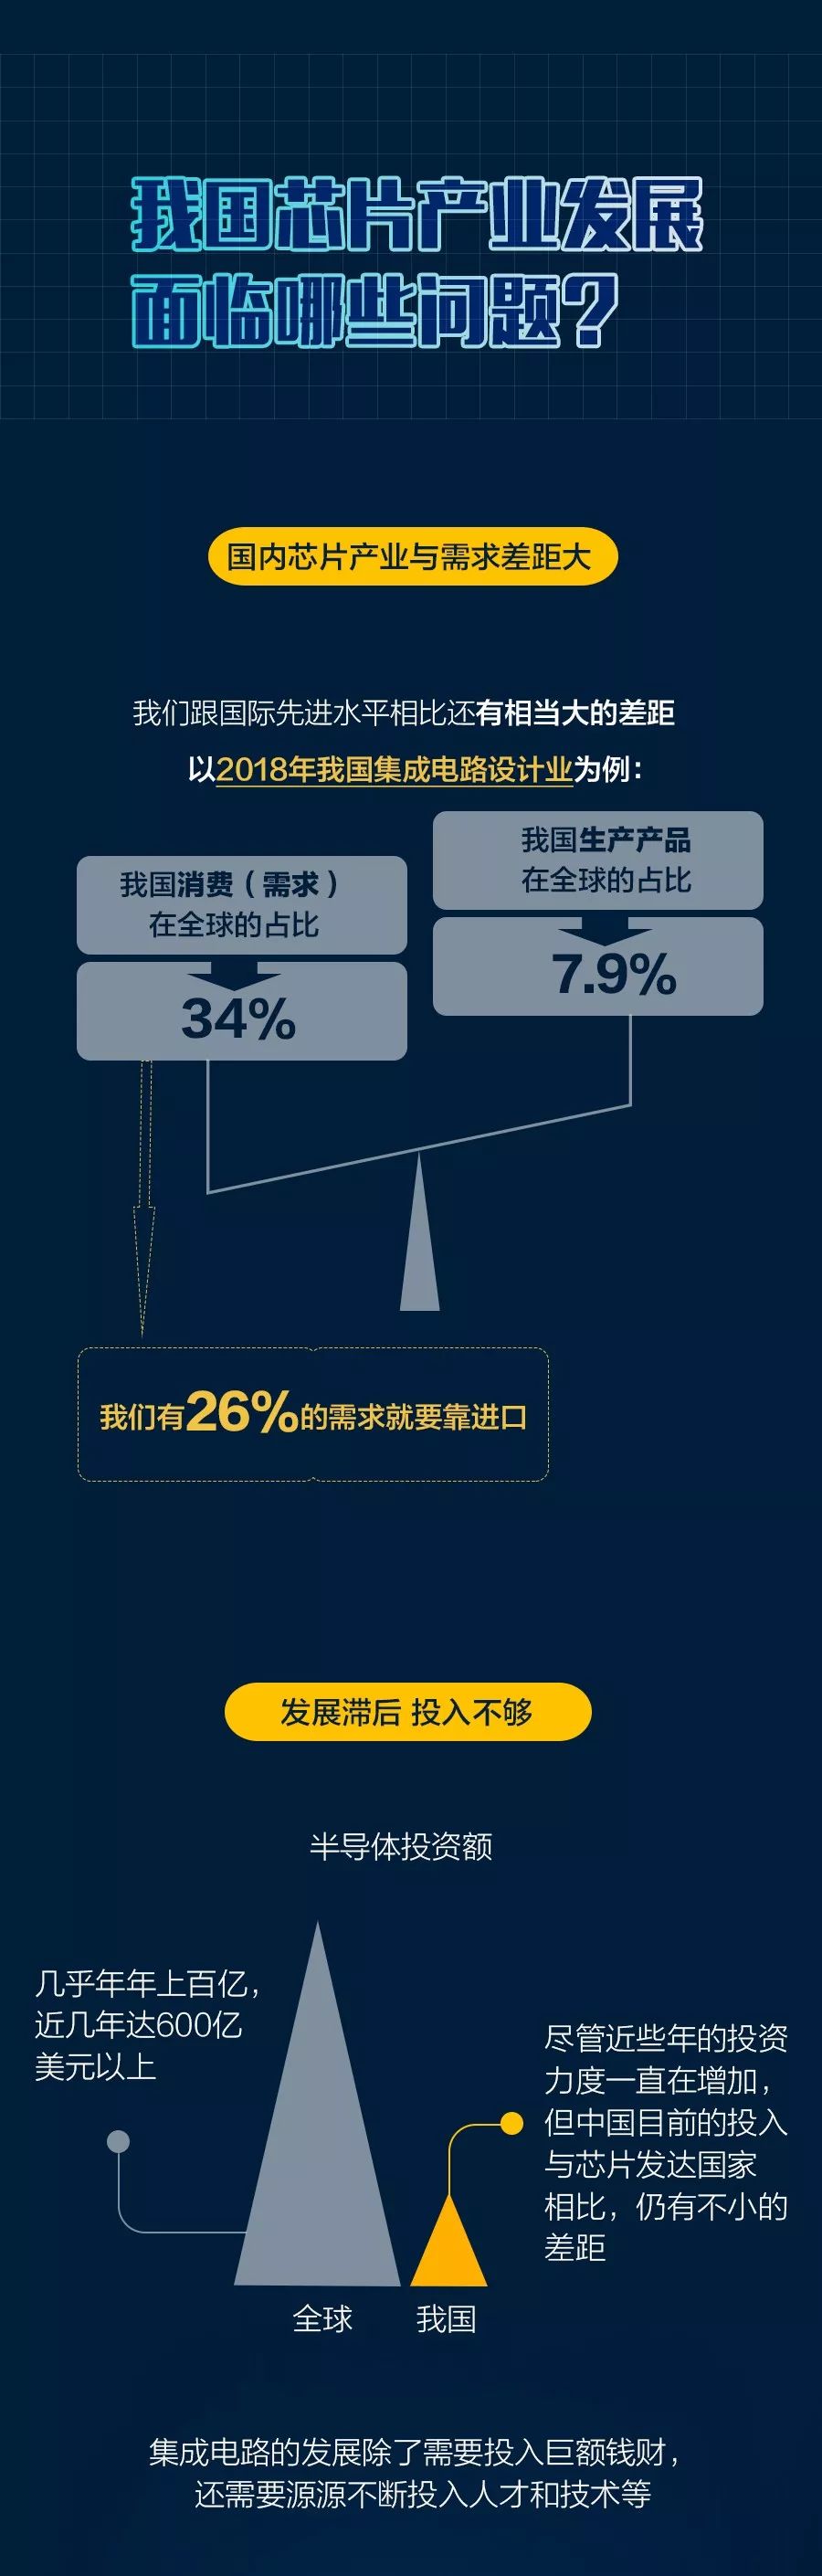 我国芯片产业发展
面临哪些问题？
国内芯片产业与需求差距大
我们跟国际先进水平相比还有相当大的差距
以2018年我国集成电路设计业为例：
我国消费（需求）
在全球的占比
34%
我国生产产品
在全球的占比
7.9%
我们有26%的需求就要靠进口
发展滞后 投入不够
半导体投资额
几乎年年上百亿，
近几年达600亿
美元以上
尽管近些年的投资
力度一直在增加，
但中国目前的投入
与芯片发达国家
相比，仍有不小的
差距
全球
我国
集成电路的发展除了需要投入巨额钱财，
还需要源源不断投入人才和技术等